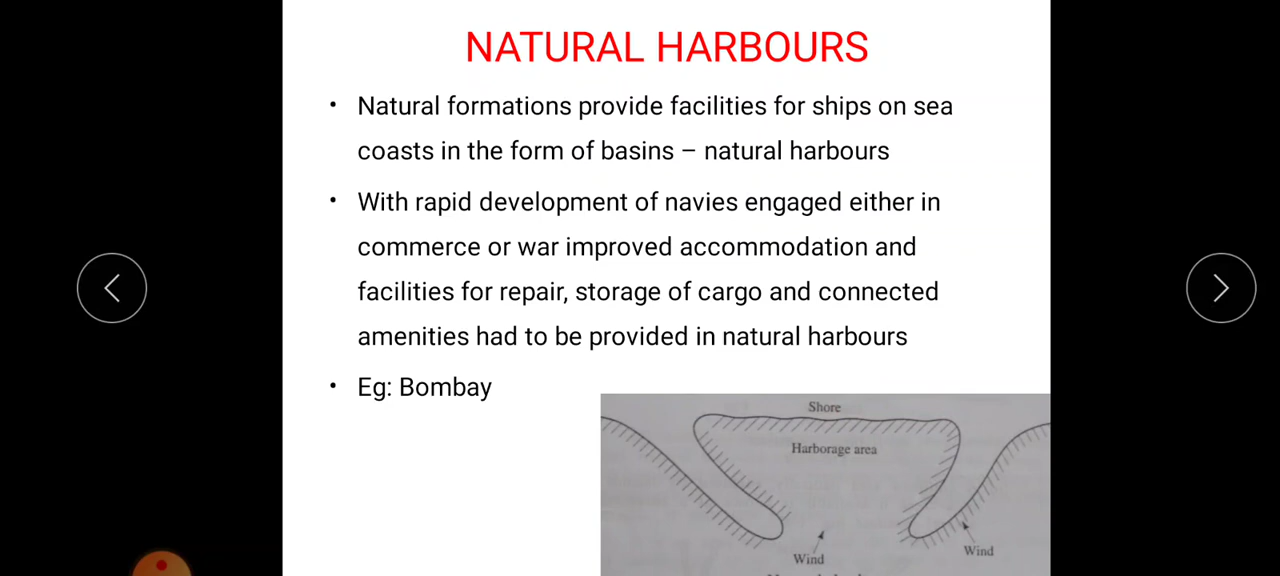 NATURAL HARBOURS
• Natural formations provide facilities for ships on sea
coasts in the form of basins – natural harbours
• With rapid development of navies engaged either in
commerce or war improved accommodation and
facilities for repair, storage of cargo and connected
amenities had to be provided in natural harbours
• Eg: Bombay
Shore
Harborage area
Wind
Wind